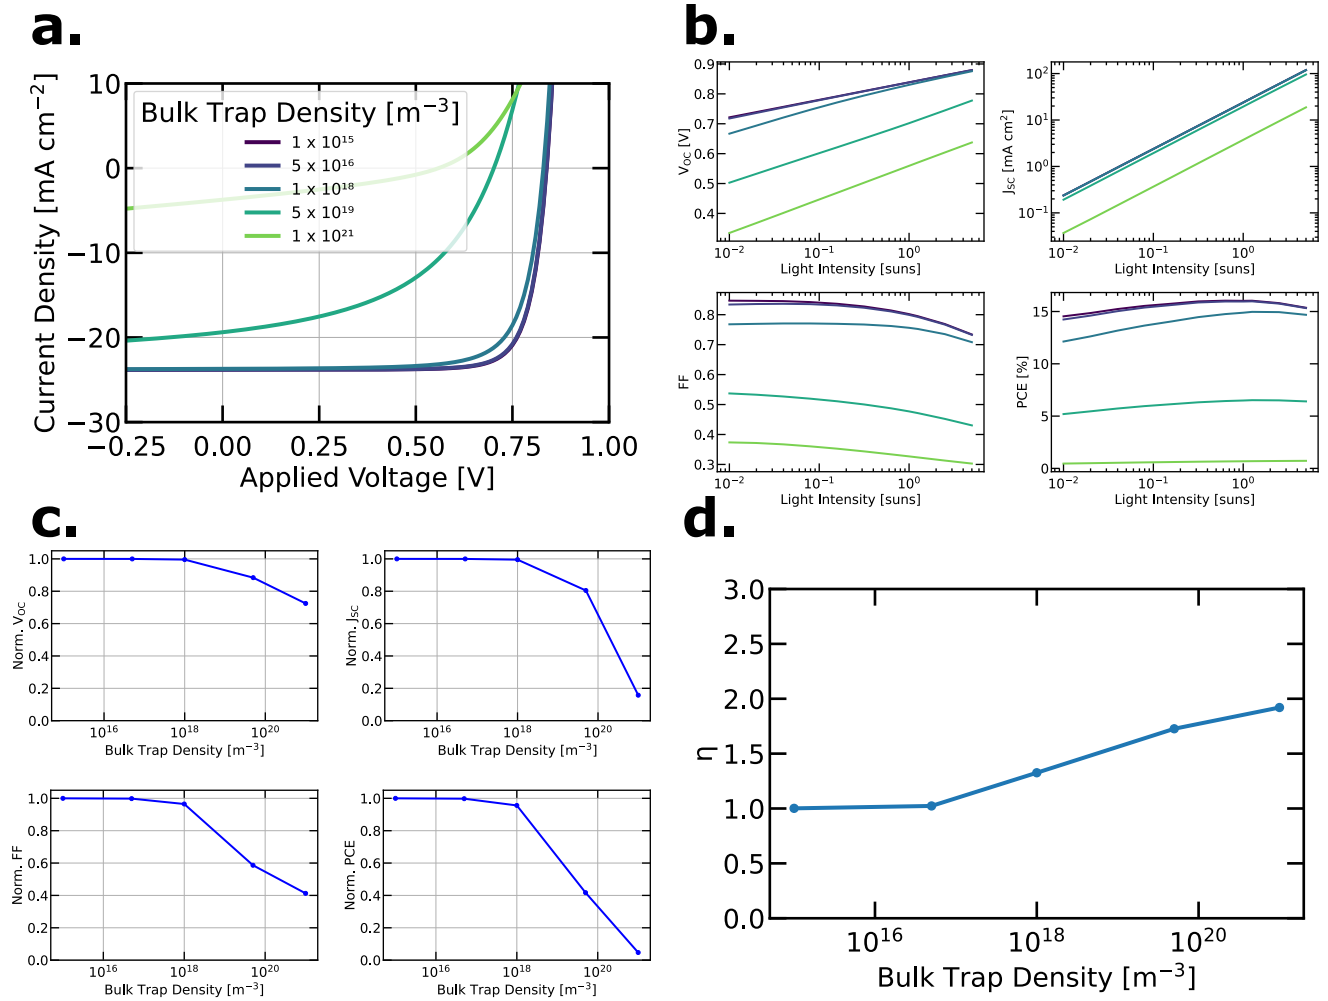 a.
10
0
−10
−20
−30
Current Density [mA cm⁻²]
Bulk Trap Density [m⁻³]
1 x 10¹⁵
5 x 10¹⁶
1 x 10¹⁸
5 x 10¹⁹
1 x 10²¹
−0.25 0.00 0.25 0.50 0.75 1.00
Applied Voltage [V]
b.
0.9
0.8
0.7
0.6
0.5
0.4
V_OC [V]
10⁻² 10⁻¹ 10⁰
Light Intensity [suns]
10²
10¹
10⁰
10⁻¹
J_SC [mA cm²]
10⁻² 10⁻¹ 10⁰
Light Intensity [suns]
0.8
0.7
0.6
0.5
0.4
0.3
FF
10⁻² 10⁻¹ 10⁰
Light Intensity [suns]
15
10
5
0
PCE [%]
10⁻² 10⁻¹ 10⁰
Light Intensity [suns]
c.
1.0
0.8
0.6
0.4
0.2
0.0
Norm. V_OC
10¹⁶ 10¹⁸ 10²⁰
Bulk Trap Density [m⁻³]
1.0
0.8
0.6
0.4
0.2
0.0
Norm. J_SC
10¹⁶ 10¹⁸ 10²⁰
Bulk Trap Density [m⁻³]
1.0
0.8
0.6
0.4
0.2
0.0
Norm. FF
10¹⁶ 10¹⁸ 10²⁰
Bulk Trap Density [m⁻³]
1.0
0.8
0.6
0.4
0.2
0.0
Norm. PCE
10¹⁶ 10¹⁸ 10²⁰
Bulk Trap Density [m⁻³]
d.
3.0
2.5
2.0
1.5
1.0
0.5
0.0
η
10¹⁶ 10¹⁸ 10²⁰
Bulk Trap Density [m⁻³]